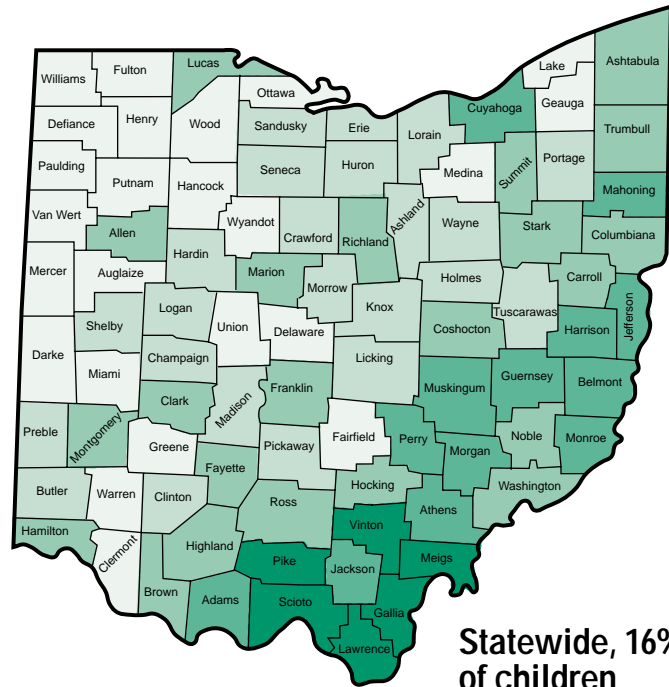 Williams
Fulton
Lucas
Ottawa
Lake
Ashtabula
Geauga
Cuyahoga
Defiance
Henry
Wood
Sandusky
Erie
Lorain
Trumbull
Paulding
Putnam
Hancock
Seneca
Huron
Medina
Summit
Portage
Mahoning
Van Wert
Allen
Wyandot
Crawford
Richland
Ashland
Wayne
Stark
Columbiana
Mercer
Auglaize
Hardin
Marion
Morrow
Holmes
Tuscarawas
Carroll
Jefferson
Shelby
Logan
Union
Delaware
Knox
Coshocton
Harrison
Darke
Miami
Champaign
Licking
Muskingum
Guernsey
Belmont
Clark
Madison
Franklin
Preble
Montgomery
Greene
Fayette
Pickaway
Fairfield
Perry
Morgan
Noble
Monroe
Butler
Warren
Clinton
Ross
Hocking
Athens
Washington
Hamilton
Clermont
Highland
Pike
Vinton
Meigs
Brown
Adams
Scioto
Jackson
Gallia
Lawrence
Statewide, 16%
of children